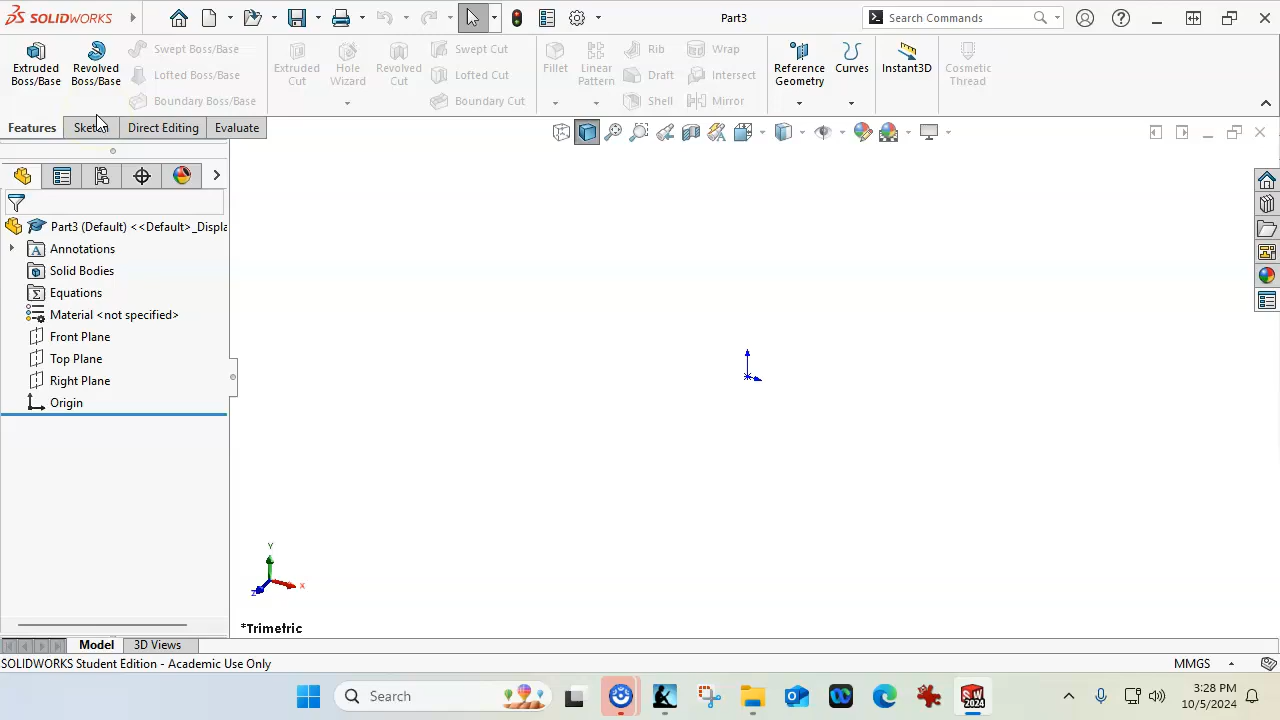 SOLIDWORKS
Part3
Search Commands
Extruded Boss/Base
Revolved Boss/Base
Swept Boss/Base
Lofted Boss/Base
Boundary Boss/Base
Extruded Cut
Hole Wizard
Revolved Cut
Swept Cut
Lofted Cut
Boundary Cut
Fillet
Linear Pattern
Rib
Draft
Shell
Wrap
Intersect
Mirror
Reference Geometry
Curves
Instant3D
Cosmetic Thread
Features
Direct Editing
Evaluate
Part3 (Default) <<Default>_Displa
Annotations
Solid Bodies
Equations
Material <not specified>
Front Plane
Top Plane
Right Plane
Origin
Y
X
Z
*Trimetric
Model
3D Views
SOLIDWORKS Student Edition - Academic Use Only
MMGS
Search
2024
3:28 PM
10/5/2024